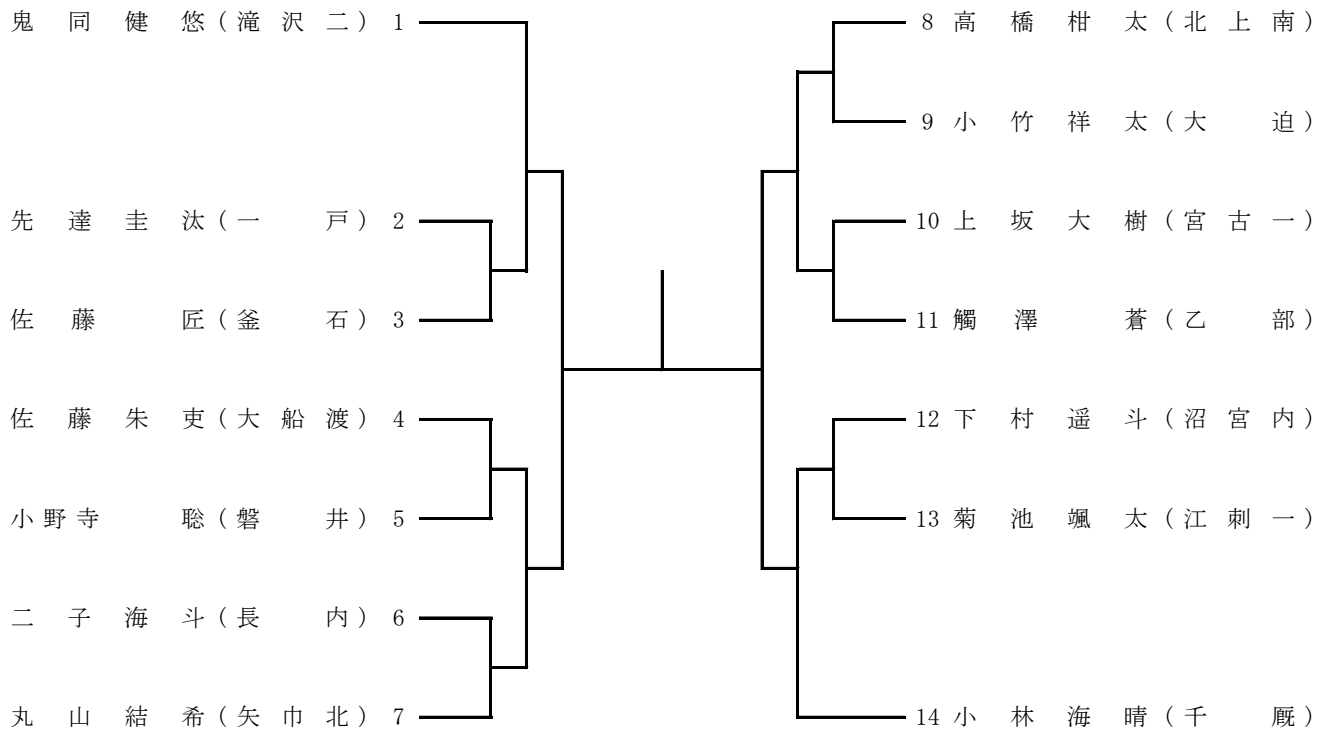 鬼同健悠(滝沢二) 1
先達圭汰(一戸) 2
佐藤匠(釜石) 3
佐藤朱吏(大船渡) 4
小野寺聡(磐井) 5
二子海斗(長内) 6
丸山結希(矢巾北) 7
8 高橋柑太(北上南)
9 小竹祥太(大迫)
10 上坂大樹(宮古一)
11 觸澤蒼(乙部)
12 下村遥斗(沼宮内)
13 菊池颯太(江刺一)
14 小林海晴(千厩)